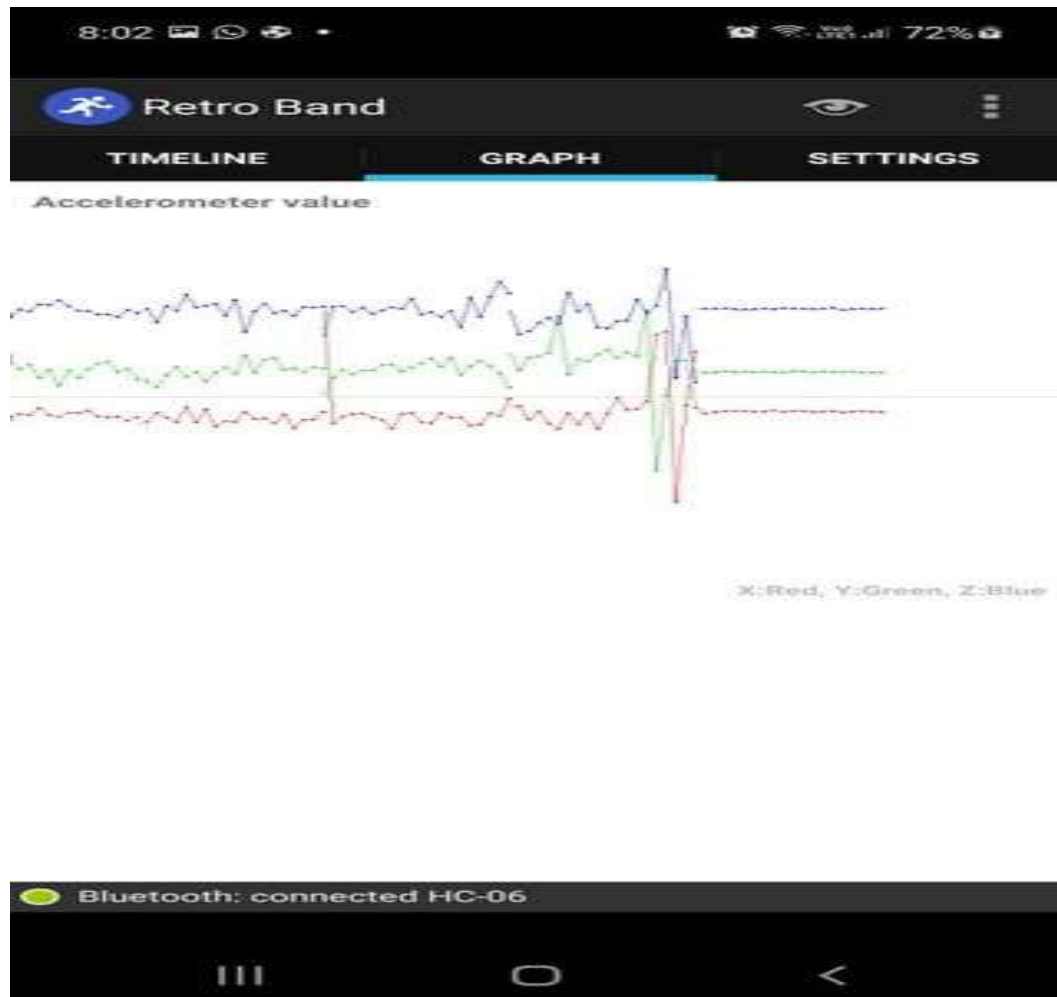 8:02 72%
Retro Band
TIMELINE GRAPH SETTINGS
Accelerometer value
X:Red, Y:Green, Z:Blue
Bluetooth: connected HC-06